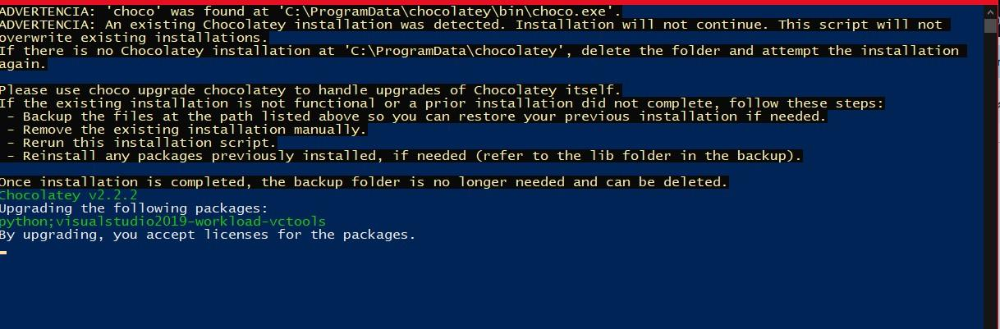 ADVERTENCIA: 'choco' was found at 'C:\ProgramData\chocolatey\bin\choco.exe'.
ADVERTENCIA: An existing Chocolatey installation was detected. Installation will not continue. This script will not
overwrite existing installations.
If there is no Chocolatey installation at 'C:\ProgramData\chocolatey', delete the folder and attempt the installation
again.
Please use choco upgrade chocolatey to handle upgrades of Chocolatey itself.
If the existing installation is not functional or a prior installation did not complete, follow these steps:
- Backup the files at the path listed above so you can restore your previous installation if needed.
- Remove the existing installation manually.
- Rerun this installation script.
- Reinstall any packages previously installed, if needed (refer to the lib folder in the backup).
Once installation is completed, the backup folder is no longer needed and can be deleted.
Chocolatey v2.2.2
Upgrading the following packages:
python;visualstudio2019-workload-vctools
By upgrading, you accept licenses for the packages.